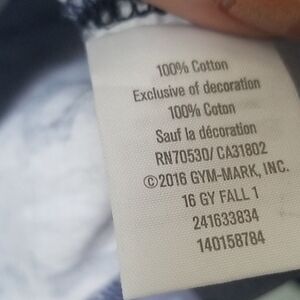 100% Cotton
Exclusive of decoration
100% Coton
Sauf la décoration
RN70530/ CA31802
©2016 GYM-MARK, INC.
16 GY FALL 1
241633834
140158784